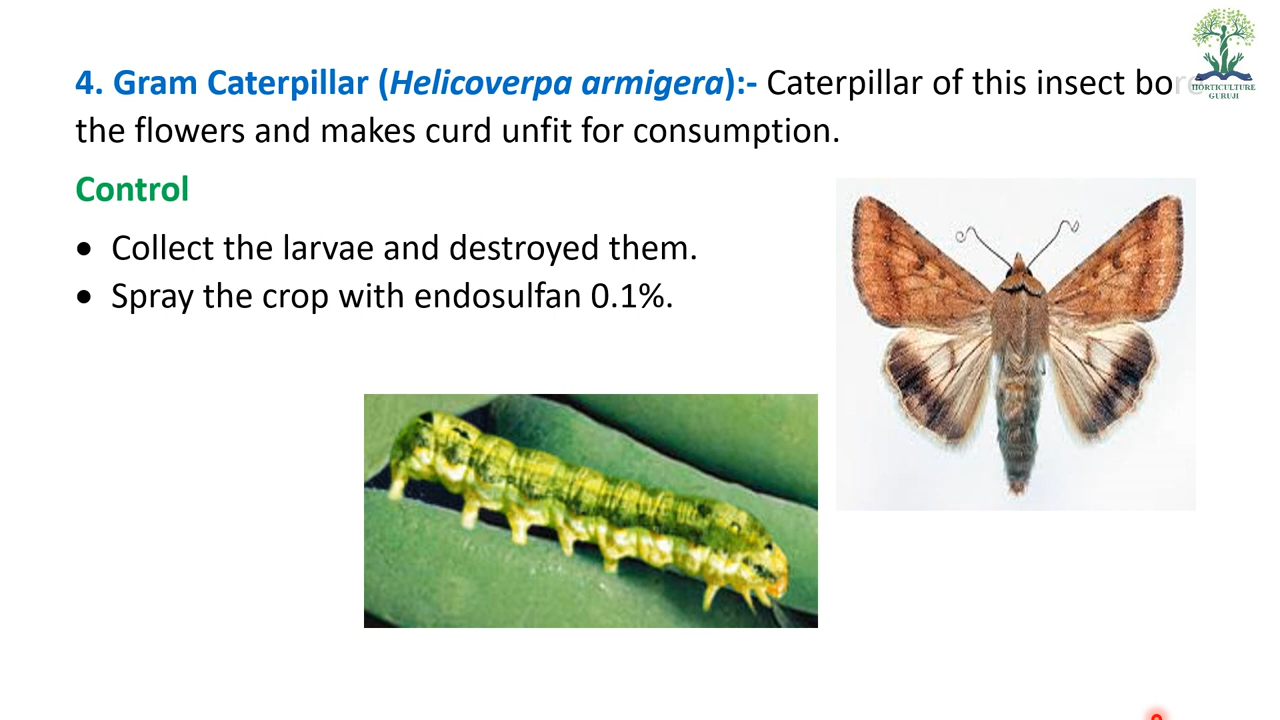 4. Gram Caterpillar (Helicoverpa armigera):- Caterpillar of this insect bore
the flowers and makes curd unfit for consumption.
Control
• Collect the larvae and destroyed them.
• Spray the crop with endosulfan 0.1%.
HORTICULTURE
GURUJI